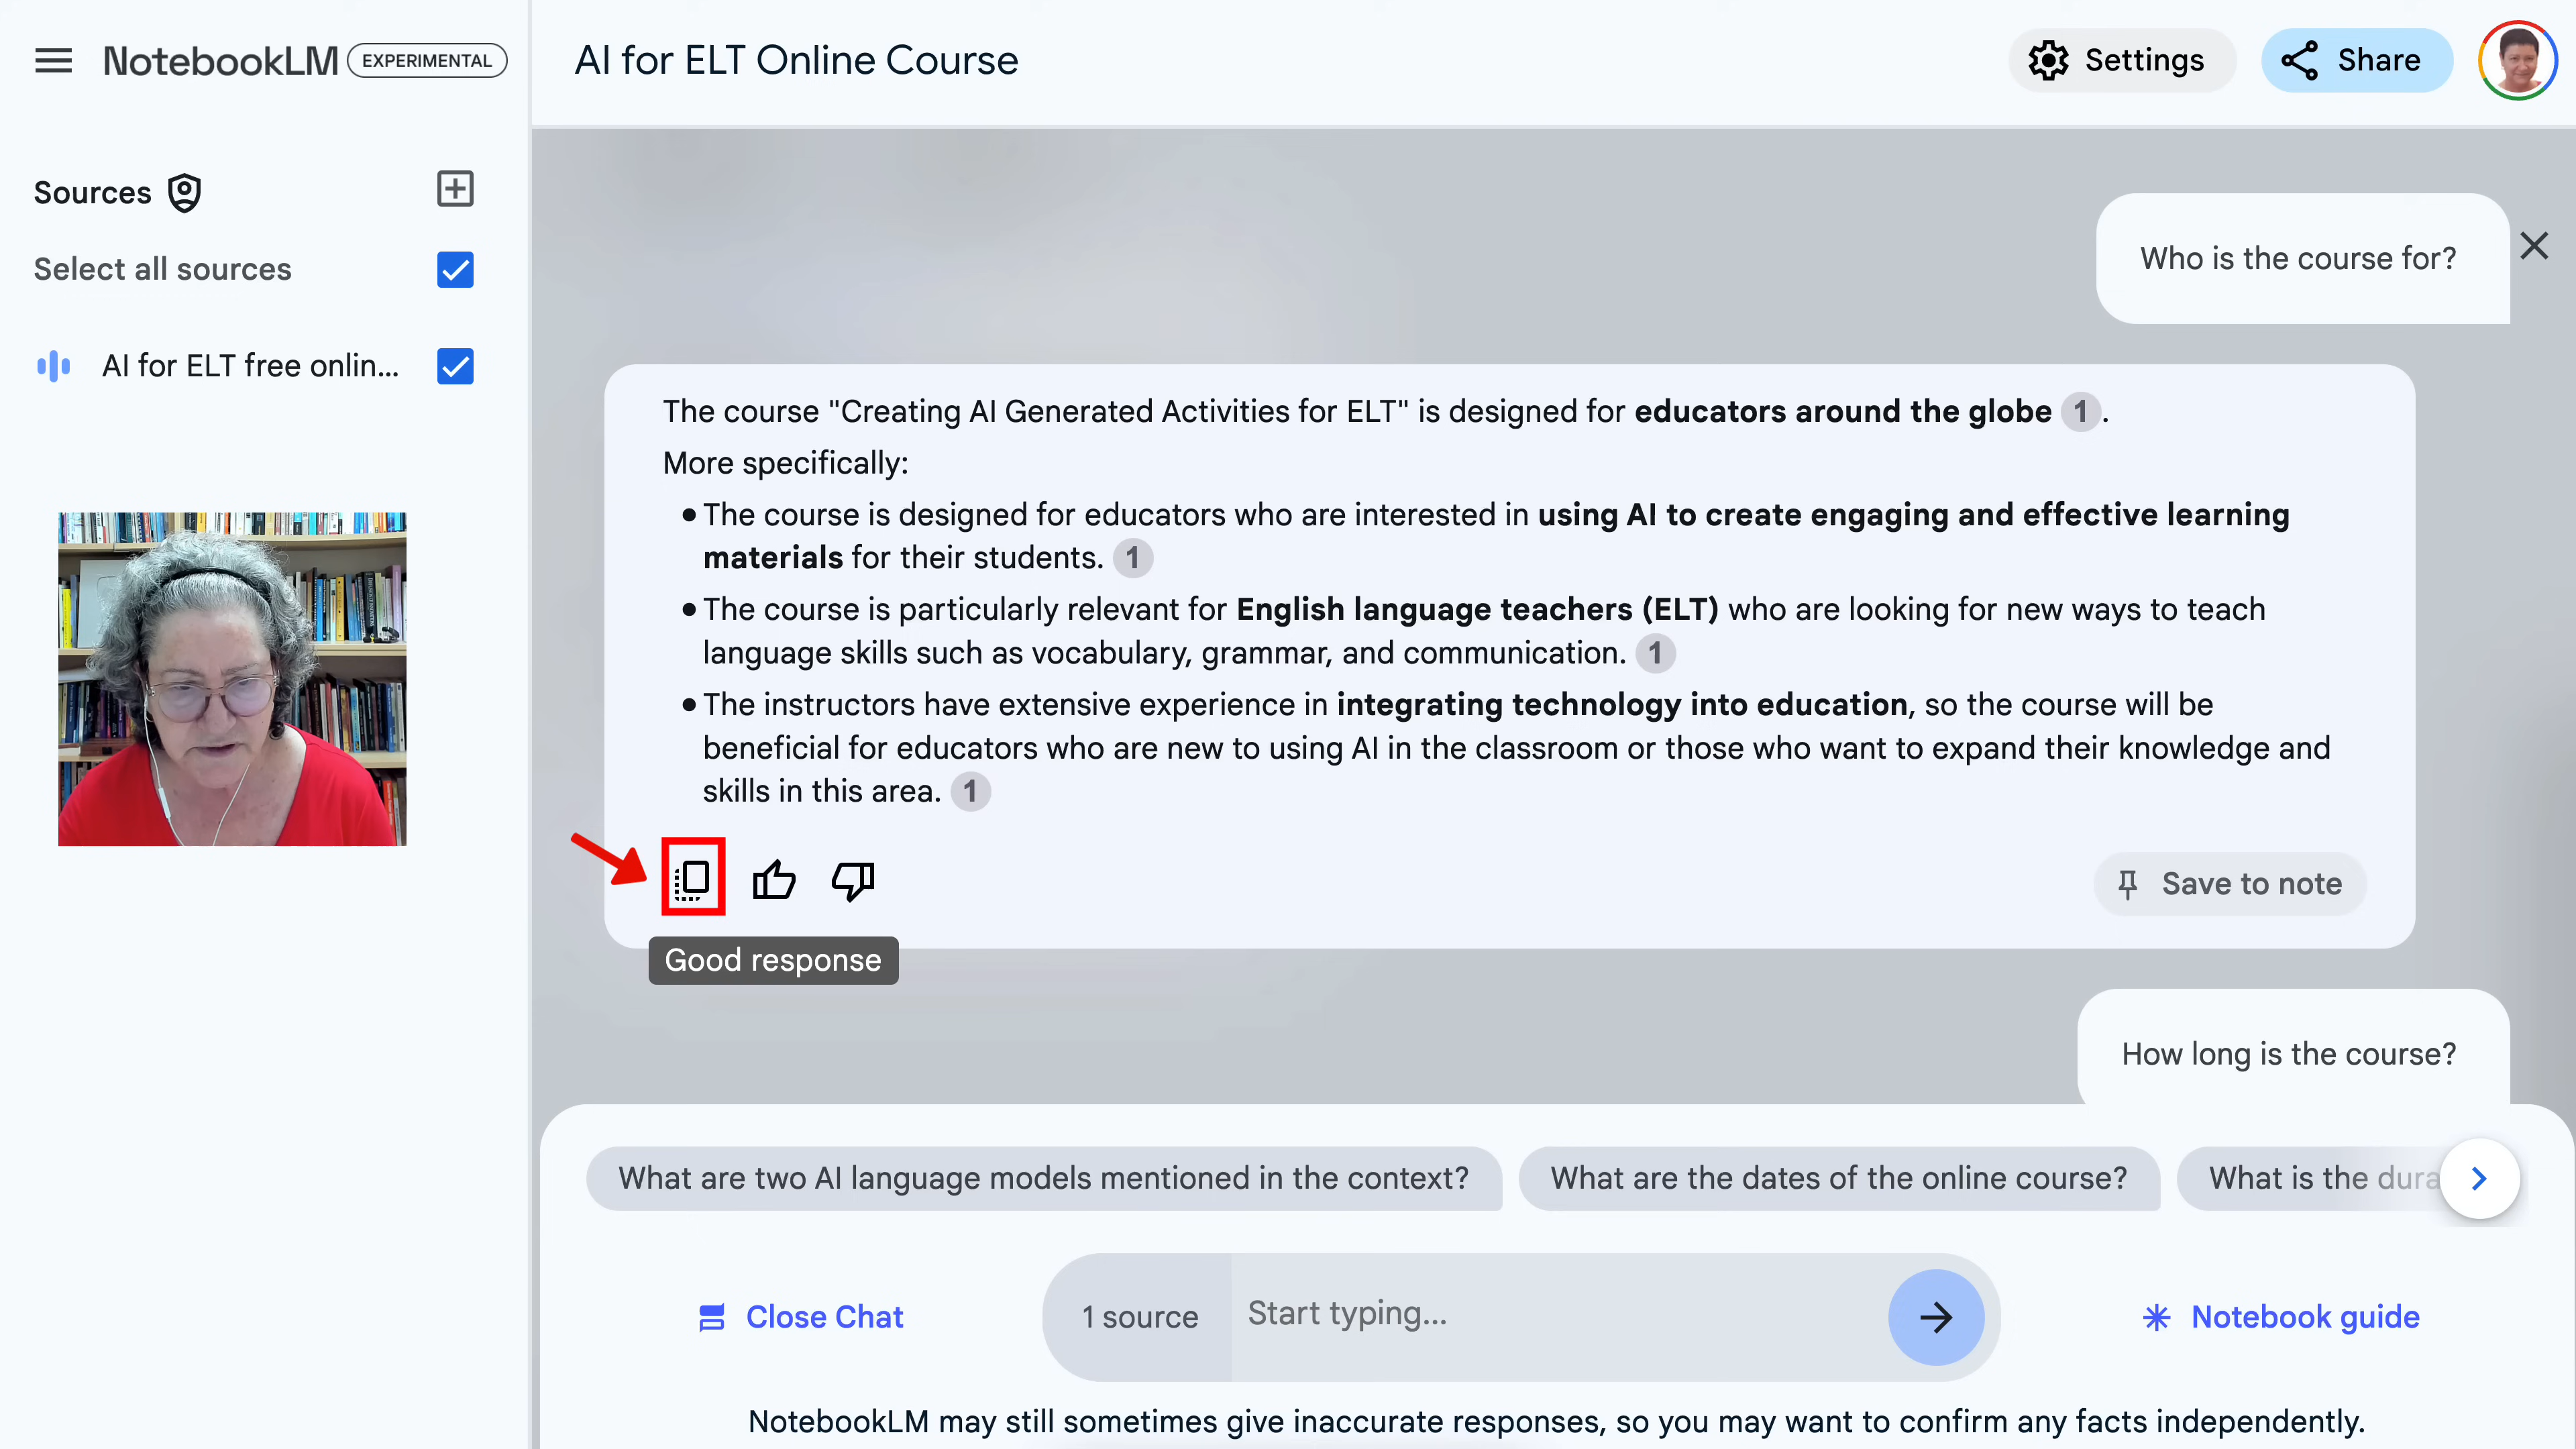 NotebookLM EXPERIMENTAL
AI for ELT Online Course
Settings
Share
Sources
Select all sources
AI for ELT free onlin...
Who is the course for?
The course "Creating AI Generated Activities for ELT" is designed for educators around the globe 1.
More specifically:
• The course is designed for educators who are interested in using AI to create engaging and effective learning
materials for their students. 1
• The course is particularly relevant for English language teachers (ELT) who are looking for new ways to teach
language skills such as vocabulary, grammar, and communication. 1
• The instructors have extensive experience in integrating technology into education, so the course will be
beneficial for educators who are new to using AI in the classroom or those who want to expand their knowledge and
skills in this area. 1
Save to note
Good response
How long is the course?
What are two AI language models mentioned in the context?
What are the dates of the online course?
What is the dura
Close Chat
1 source
Start typing...
Notebook guide
NotebookLM may still sometimes give inaccurate responses, so you may want to confirm any facts independently.